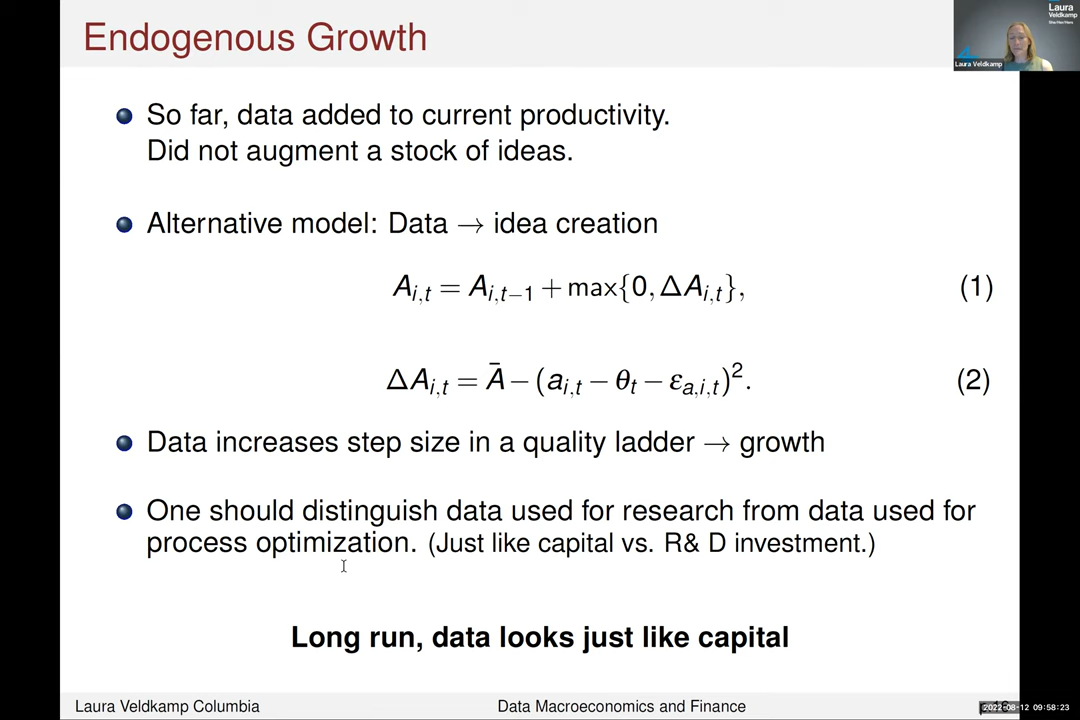 Endogenous Growth
Laura
Veldkamp
Laura Veldkamp
So far, data added to current productivity.
Did not augment a stock of ideas.
Alternative model: Data → idea creation
A_{i,t} = A_{i,t−1} + max{0, ΔA_{i,t}}, (1)
ΔA_{i,t} = Ā − (a_{i,t} − θ_t − ε_{a,i,t})². (2)
Data increases step size in a quality ladder → growth
One should distinguish data used for research from data used for
process optimization. (Just like capital vs. R& D investment.)
Long run, data looks just like capital
Laura Veldkamp Columbia
Data Macroeconomics and Finance
2022-08-12 09:58:23